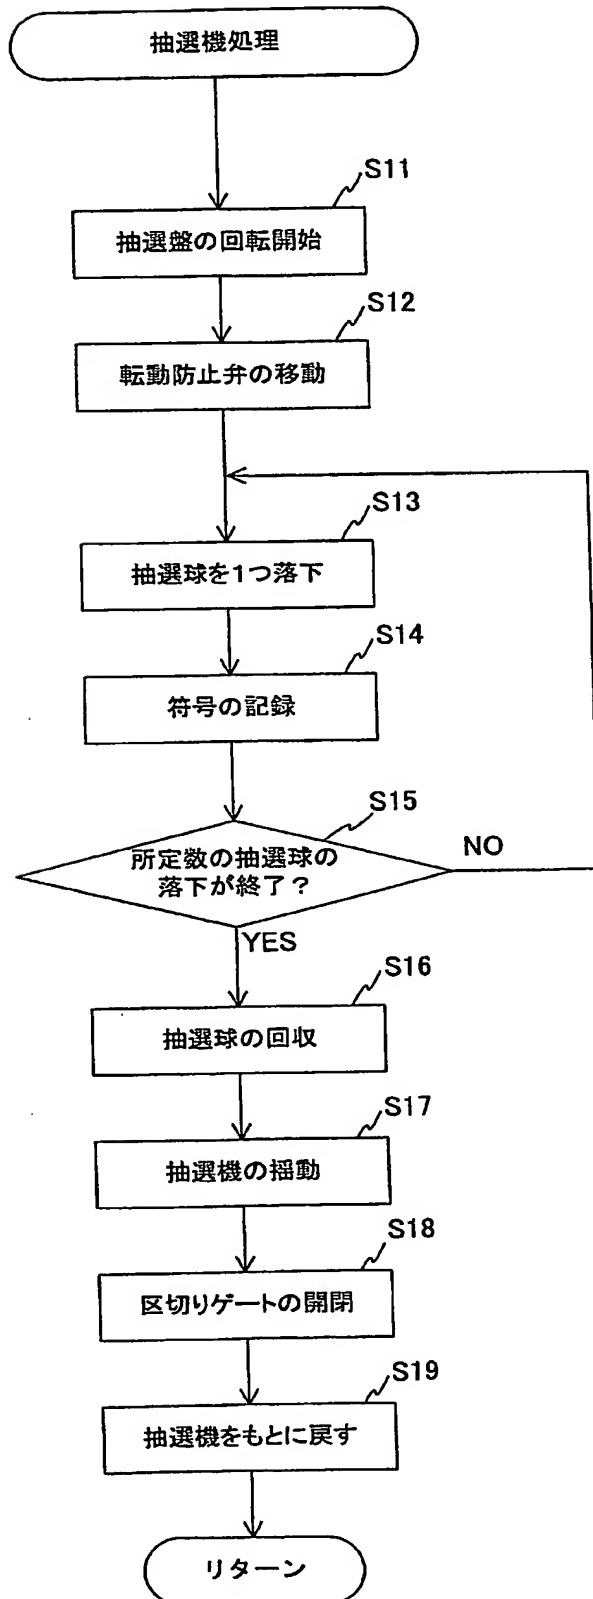 抽選機処理
S11
抽選盤の回転開始
S12
転動防止弁の移動
S13
抽選球を1つ落下
S14
符号の記録
S15
所定数の抽選球の
落下が終了？
NO
YES
S16
抽選球の回収
S17
抽選機の揺動
S18
区切りゲートの開閉
S19
抽選機をもとに戻す
リターン